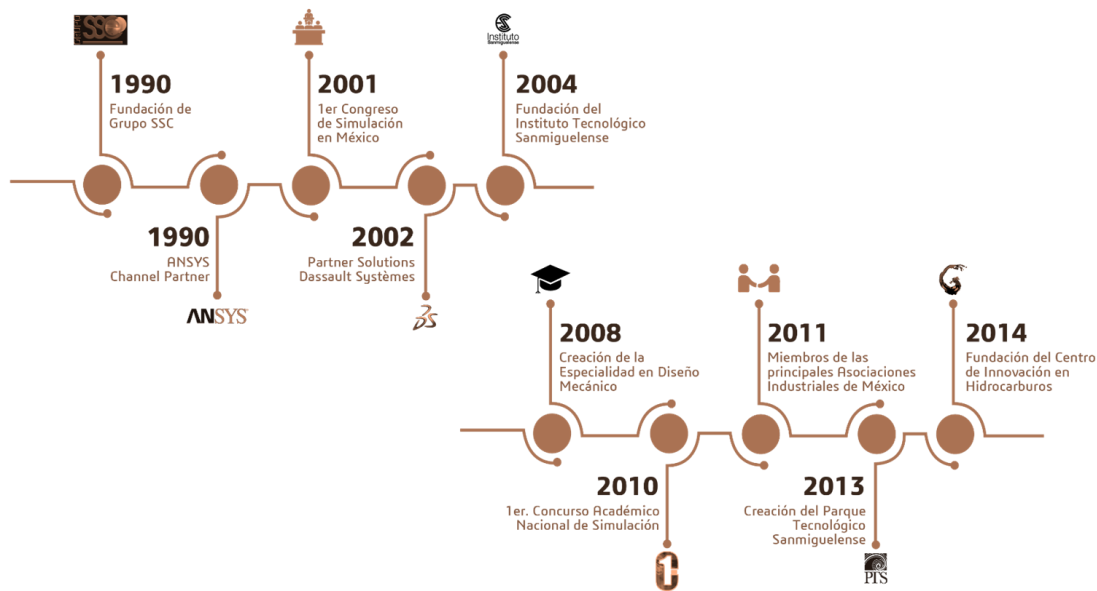 SSC
1990
Fundación de
Grupo SSC
1990
ANSYS
Channel Partner
ANSYS
2001
1er Congreso
de Simulación
en México
2002
Partner Solutions
Dassault Systèmes
Instituto
Sanmiguelense
2004
Fundación del
Instituto Tecnológico
Sanmiguelense
2008
Creación de la
Especialidad en Diseño
Mecánico
2010
1er. Concurso Académico
Nacional de Simulación
1
2011
Miembros de las
principales Asociaciones
Industriales de México
2013
Creación del Parque
Tecnológico
Sanmiguelense
PTS
2014
Fundación del Centro
de Innovación en
Hidrocarburos